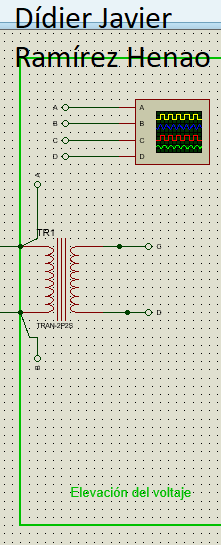 Dídier Javier
Ramírez Henao
A A
B B
C C
D D
A
TR1
C
TRAN-2P2S
D
B
Elevación del voltaje